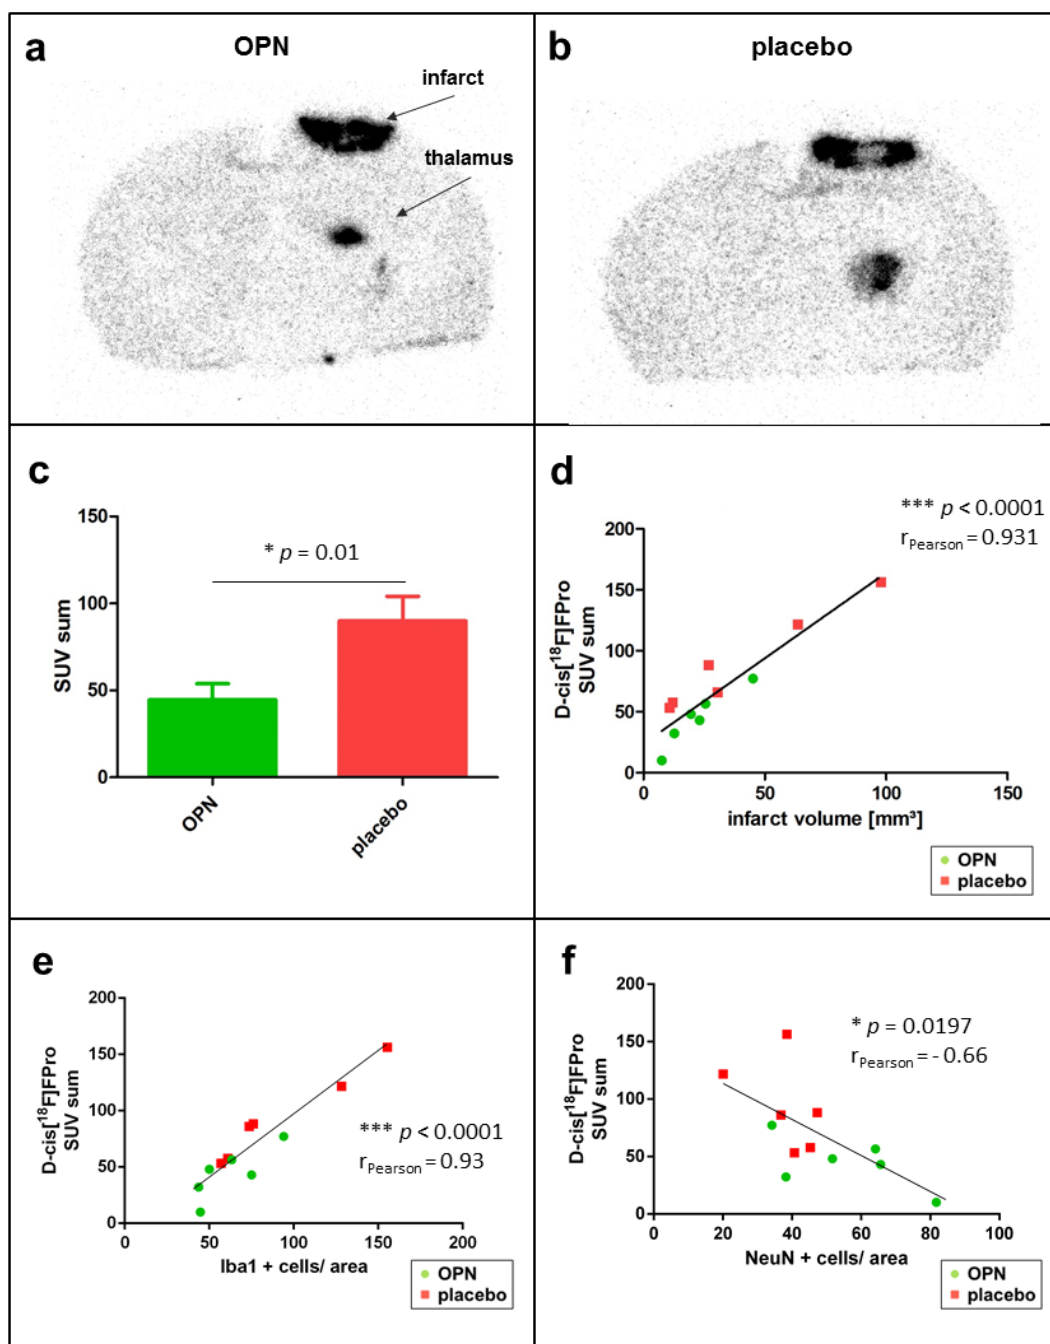 a
OPN
infarct
thalamus
b
placebo
c
SUV sum
150
100
50
0
* p = 0.01
OPN
placebo
d
D-cis[¹⁸F]FPro
SUV sum
200
150
100
50
0
*** p < 0.0001
rPearson = 0.931
0
50
100
150
infarct volume [mm³]
OPN
placebo
e
D-cis[¹⁸F]FPro
SUV sum
200
150
100
50
0
*** p < 0.0001
rPearson = 0.93
0
50
100
150
200
Iba1 + cells/ area
OPN
placebo
f
D-cis[¹⁸F]FPro
SUV sum
200
150
100
50
0
* p = 0.0197
rPearson = - 0.66
0
20
40
60
80
100
NeuN + cells/ area
OPN
placebo